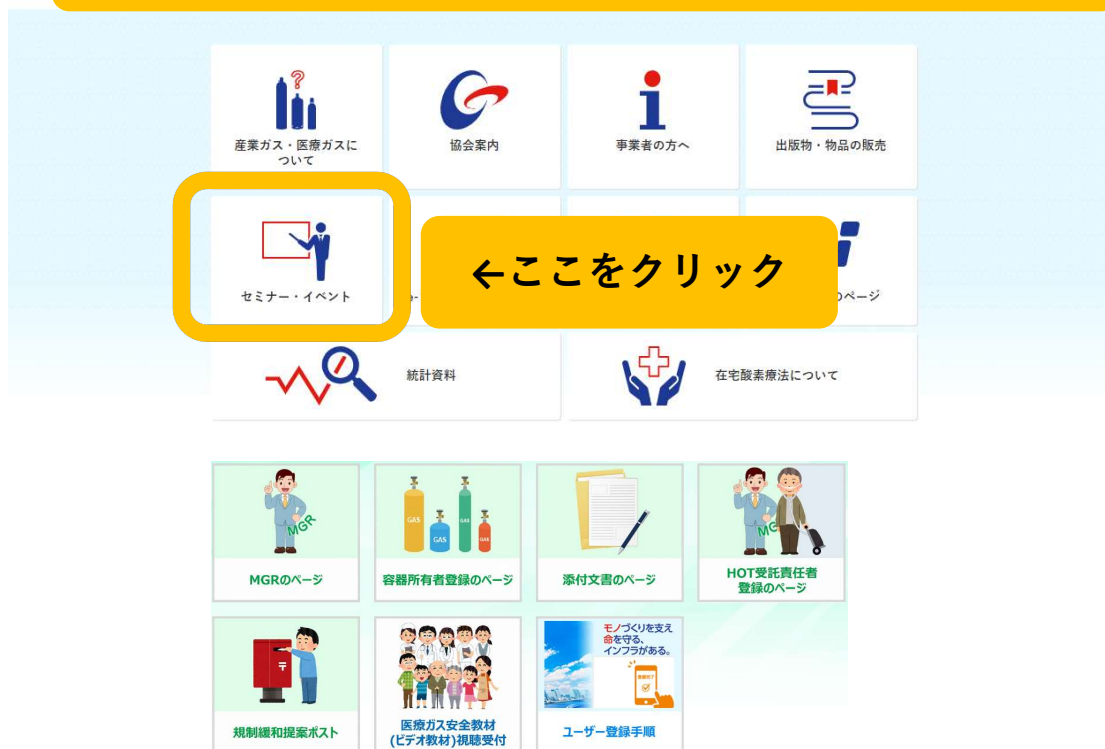 産業ガス・医療ガスに
ついて
協会案内
事業者の方へ
出版物・物品の販売
セミナー・イベント
←ここをクリック
のページ
統計資料
在宅酸素療法について
MGR
GAS
GAS
GAS
MGRのページ
容器所有者登録のページ
添付文書のページ
HOT受託責任者
登録のページ
モノづくりを支え
命を守る、
インフラがある。
規制緩和提案ポスト
医療ガス安全教材
(ビデオ教材)視聴受付
ユーザー登録手順